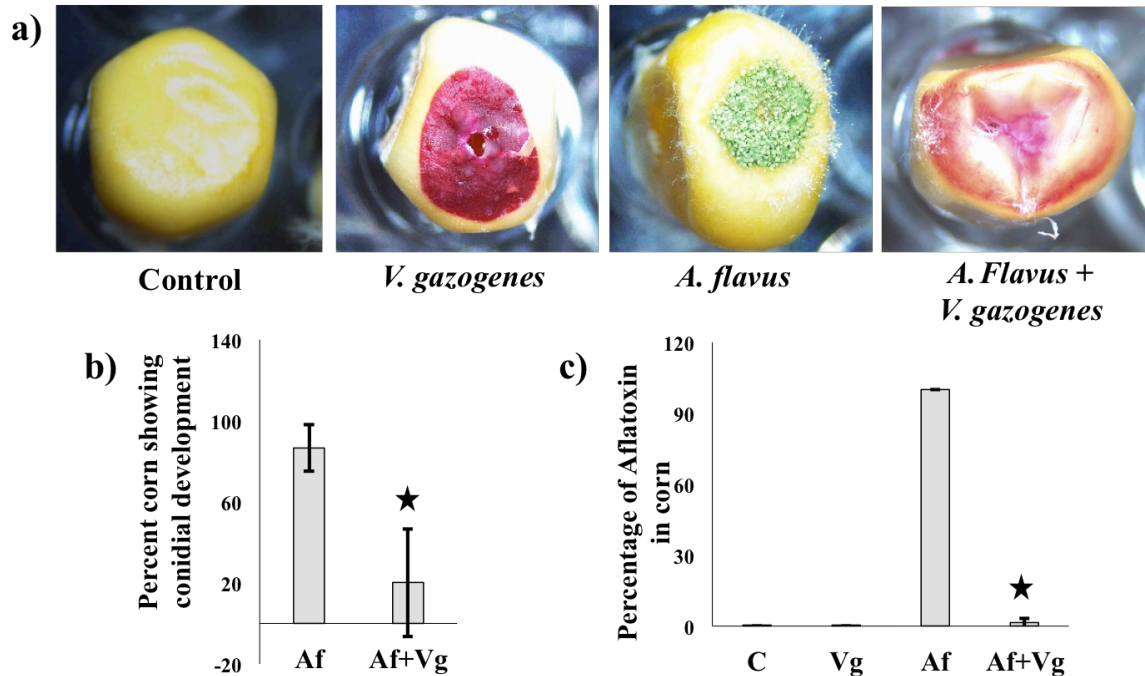 a)
Control
V. gazogenes
A. flavus
A. Flavus +
V. gazogenes
b)
Percent corn showing
conidial development
140
100
60
20
-20
★
Af
Af+Vg
c)
Percentage of Aflatoxin
in corn
120
90
60
30
0
★
C
Vg
Af
Af+Vg